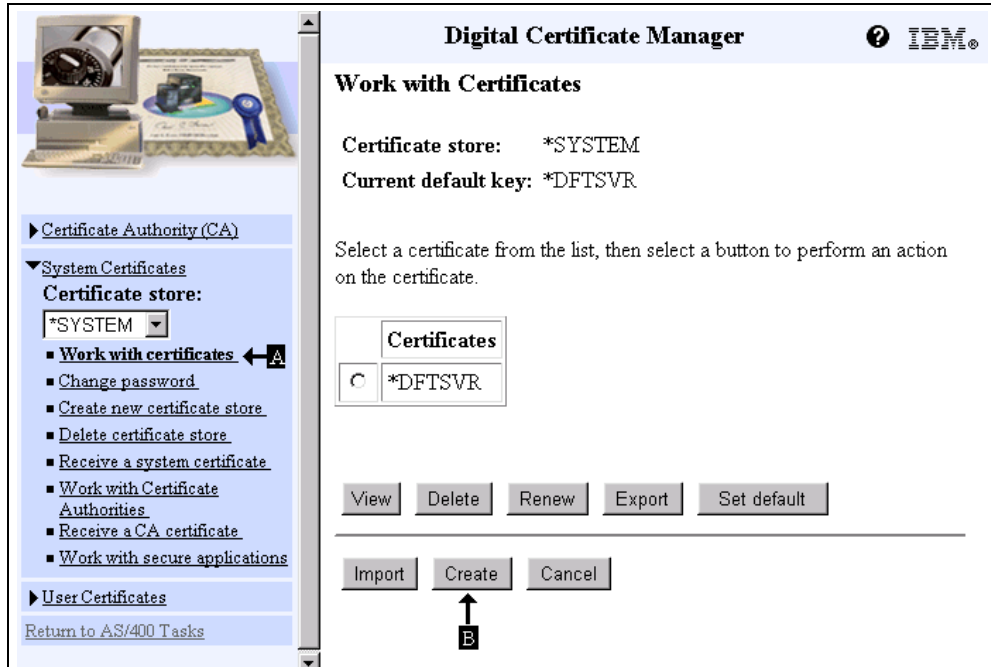 Digital Certificate Manager
? IBM®
Certificate Authority (CA)
System Certificates
Certificate store:
*SYSTEM
Work with certificates
A
Change password
Create new certificate store
Delete certificate store
Receive a system certificate
Work with Certificate
Authorities
Receive a CA certificate
Work with secure applications
User Certificates
Return to AS/400 Tasks
Work with Certificates
Certificate store: *SYSTEM
Current default key: *DFTSVR
Select a certificate from the list, then select a button to perform an action
on the certificate.
Certificates
*DFTSVR
View Delete Renew Export Set default
Import Create Cancel
B